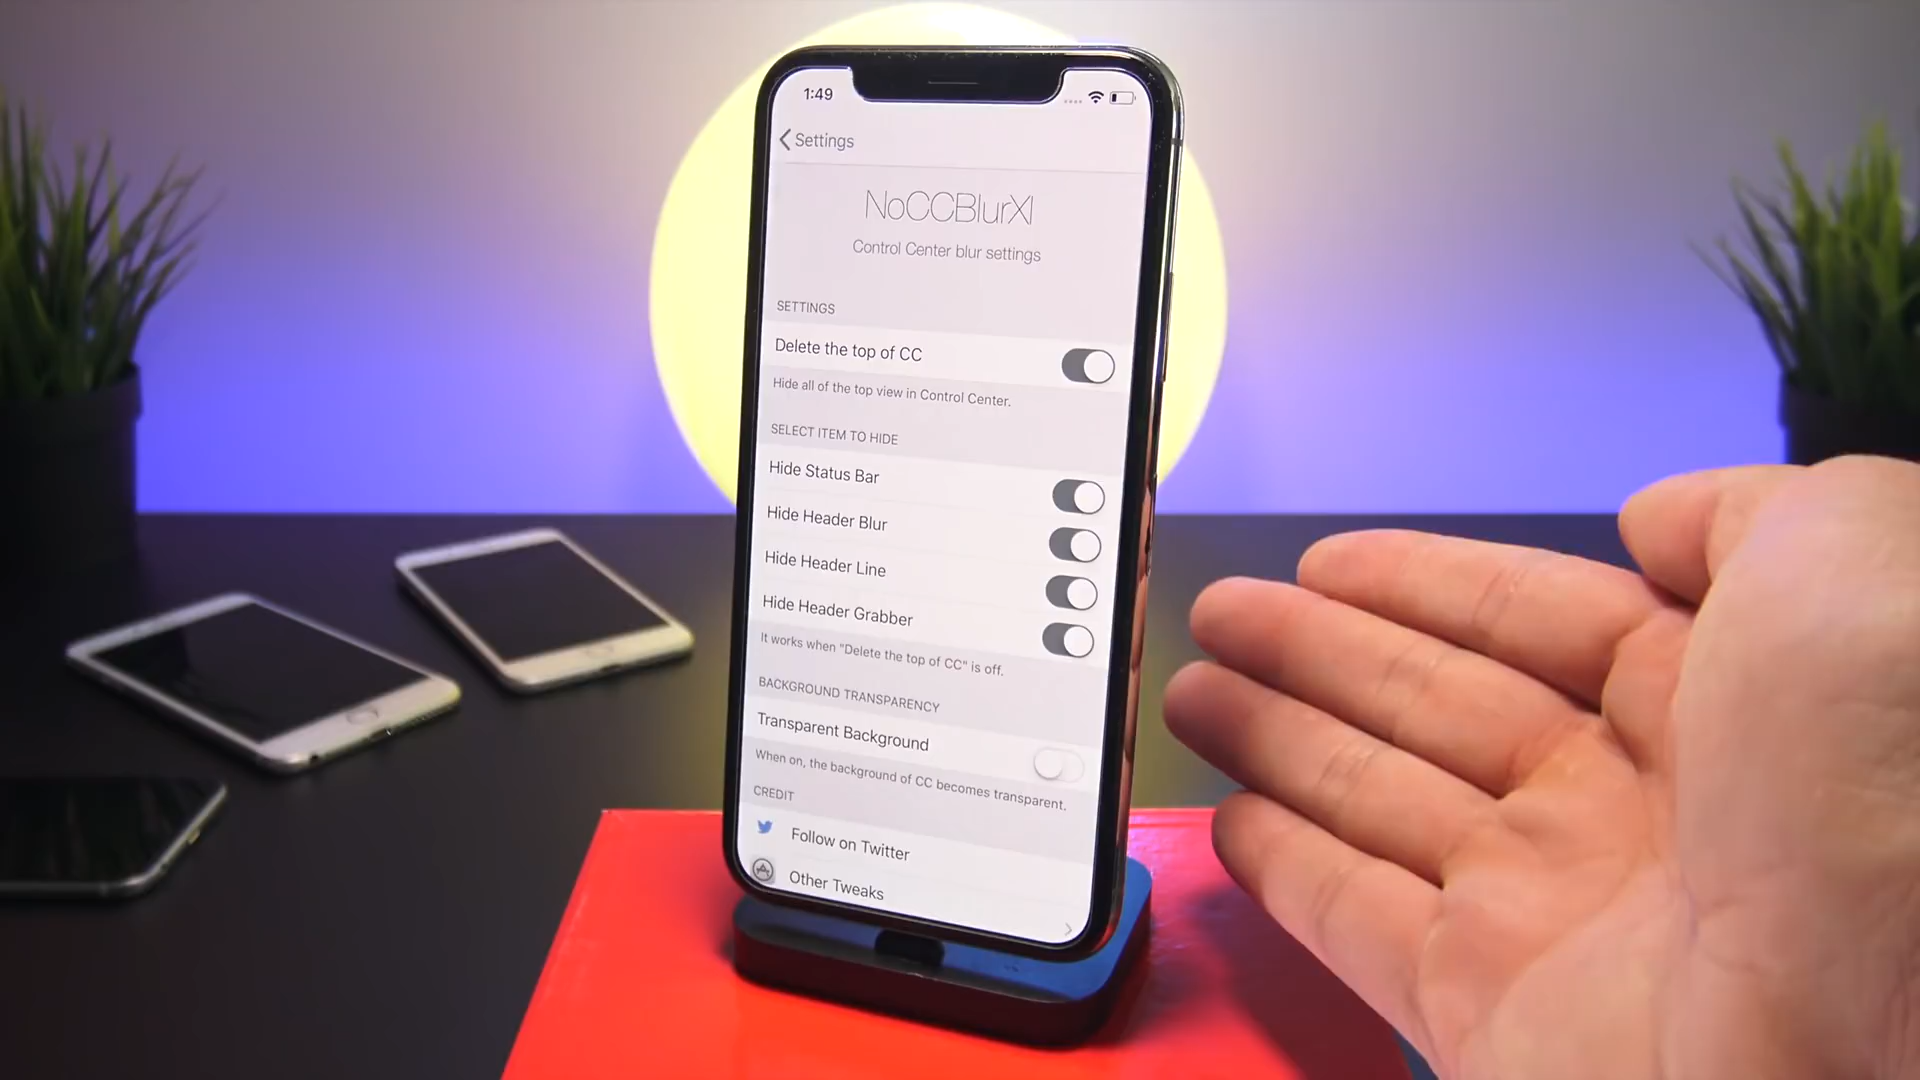 1:49
Settings
NoCCBlurXI
Control Center blur settings
SETTINGS
Delete the top of CC
Hide all of the top view in Control Center.
SELECT ITEM TO HIDE
Hide Status Bar
Hide Header Blur
Hide Header Line
Hide Header Grabber
It works when "Delete the top of CC" is off.
BACKGROUND TRANSPARENCY
Transparent Background
When on, the background of CC becomes transparent.
CREDIT
Follow on Twitter
Other Tweaks